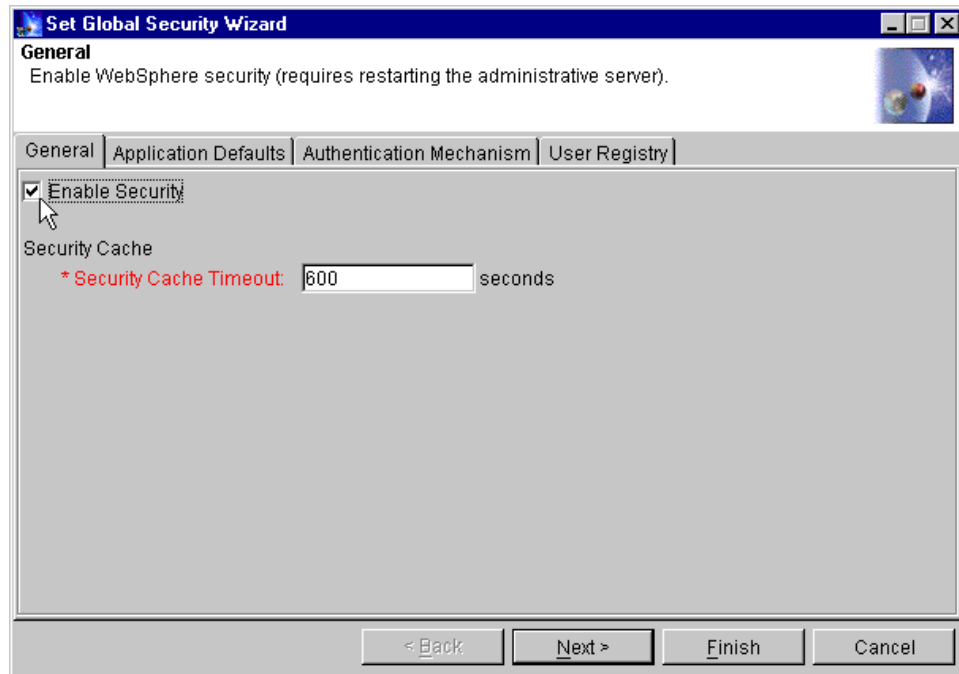 Set Global Security Wizard
General
Enable WebSphere security (requires restarting the administrative server).
General Application Defaults Authentication Mechanism User Registry
Enable Security
Security Cache
* Security Cache Timeout: 600 seconds
< Back Next > Finish Cancel